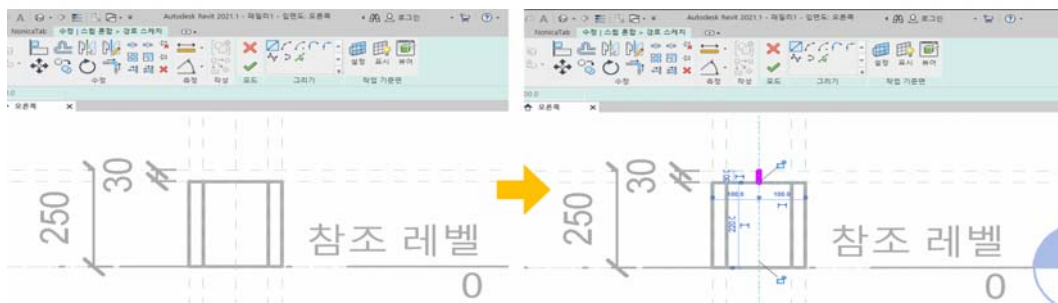 Autodesk Revit 2021.1 - 패밀리1 - 입면도: 오른쪽
로그인
NonicaTab 수정 | 스윕 혼합 > 경로 스케치
수정 측정 작성 모드 그리기 작업 기준면
설정 표시 뷰어
오른쪽
30
250
참조 레벨
0
Autodesk Revit 2021.1 - 패밀리1 - 입면도: 오른쪽
로그인
NonicaTab 수정 | 스윕 혼합 > 경로 스케치
수정 측정 작성 모드 그리기 작업 기준면
설정 표시 뷰어
오른쪽
30
250
참조 레벨
0